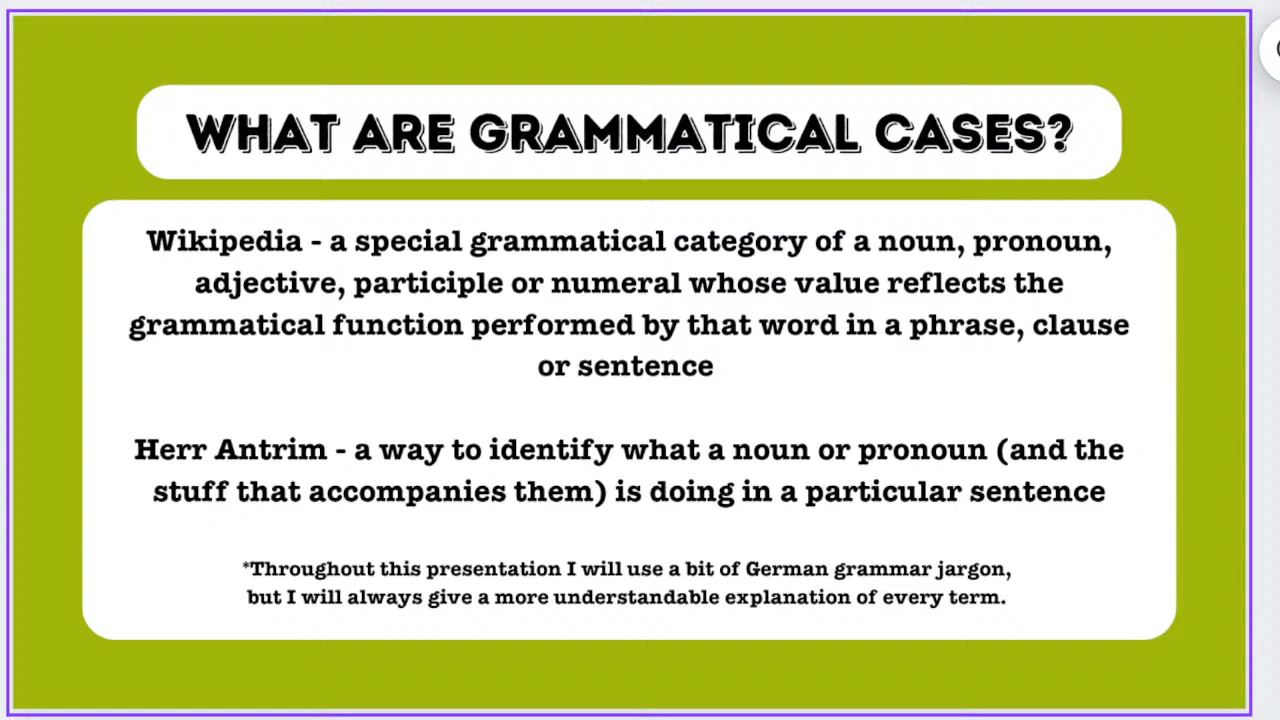 WHAT ARE GRAMMATICAL CASES?
Wikipedia - a special grammatical category of a noun, pronoun,
adjective, participle or numeral whose value reflects the
grammatical function performed by that word in a phrase, clause
or sentence
Herr Antrim - a way to identify what a noun or pronoun (and the
stuff that accompanies them) is doing in a particular sentence
*Throughout this presentation I will use a bit of German grammar jargon,
but I will always give a more understandable explanation of every term.